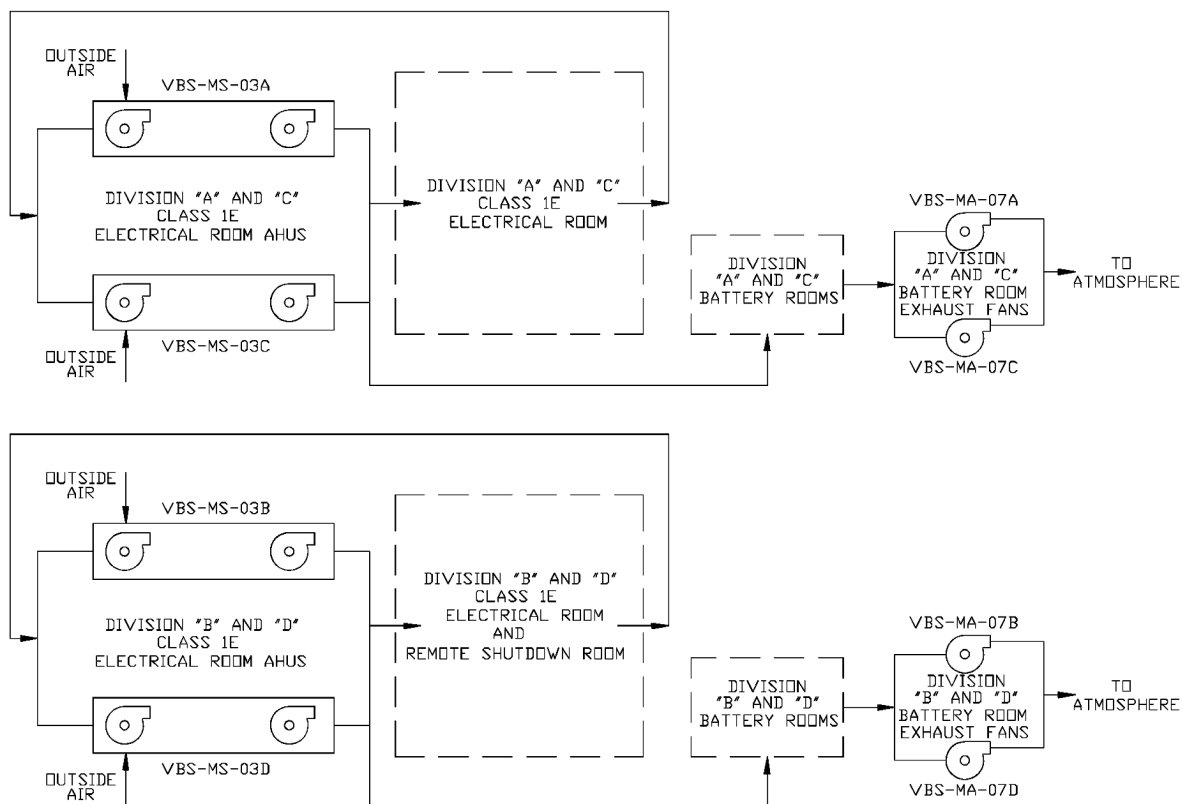 OUTSIDE
AIR
VBS-MS-03A
DIVISION "A" AND "C"
CLASS 1E
ELECTRICAL ROOM AHUS
DIVISION "A" AND "C"
CLASS 1E
ELECTRICAL ROOM
VBS-MS-03C
OUTSIDE
AIR
DIVISION
"A" AND "C"
BATTERY ROOMS
VBS-MA-07A
DIVISION
"A" AND "C"
BATTERY ROOM
EXHAUST FANS
VBS-MA-07C
TO
ATMOSPHERE
OUTSIDE
AIR
VBS-MS-03B
DIVISION "B" AND "D"
CLASS 1E
ELECTRICAL ROOM AHUS
DIVISION "B" AND "D"
CLASS 1E
ELECTRICAL ROOM
AND
REMOTE SHUTDOWN ROOM
VBS-MS-03D
OUTSIDE
AIR
DIVISION
"B" AND "D"
BATTERY ROOMS
VBS-MA-07B
DIVISION
"B" AND "D"
BATTERY ROOM
EXHAUST FANS
VBS-MA-07D
TO
ATMOSPHERE